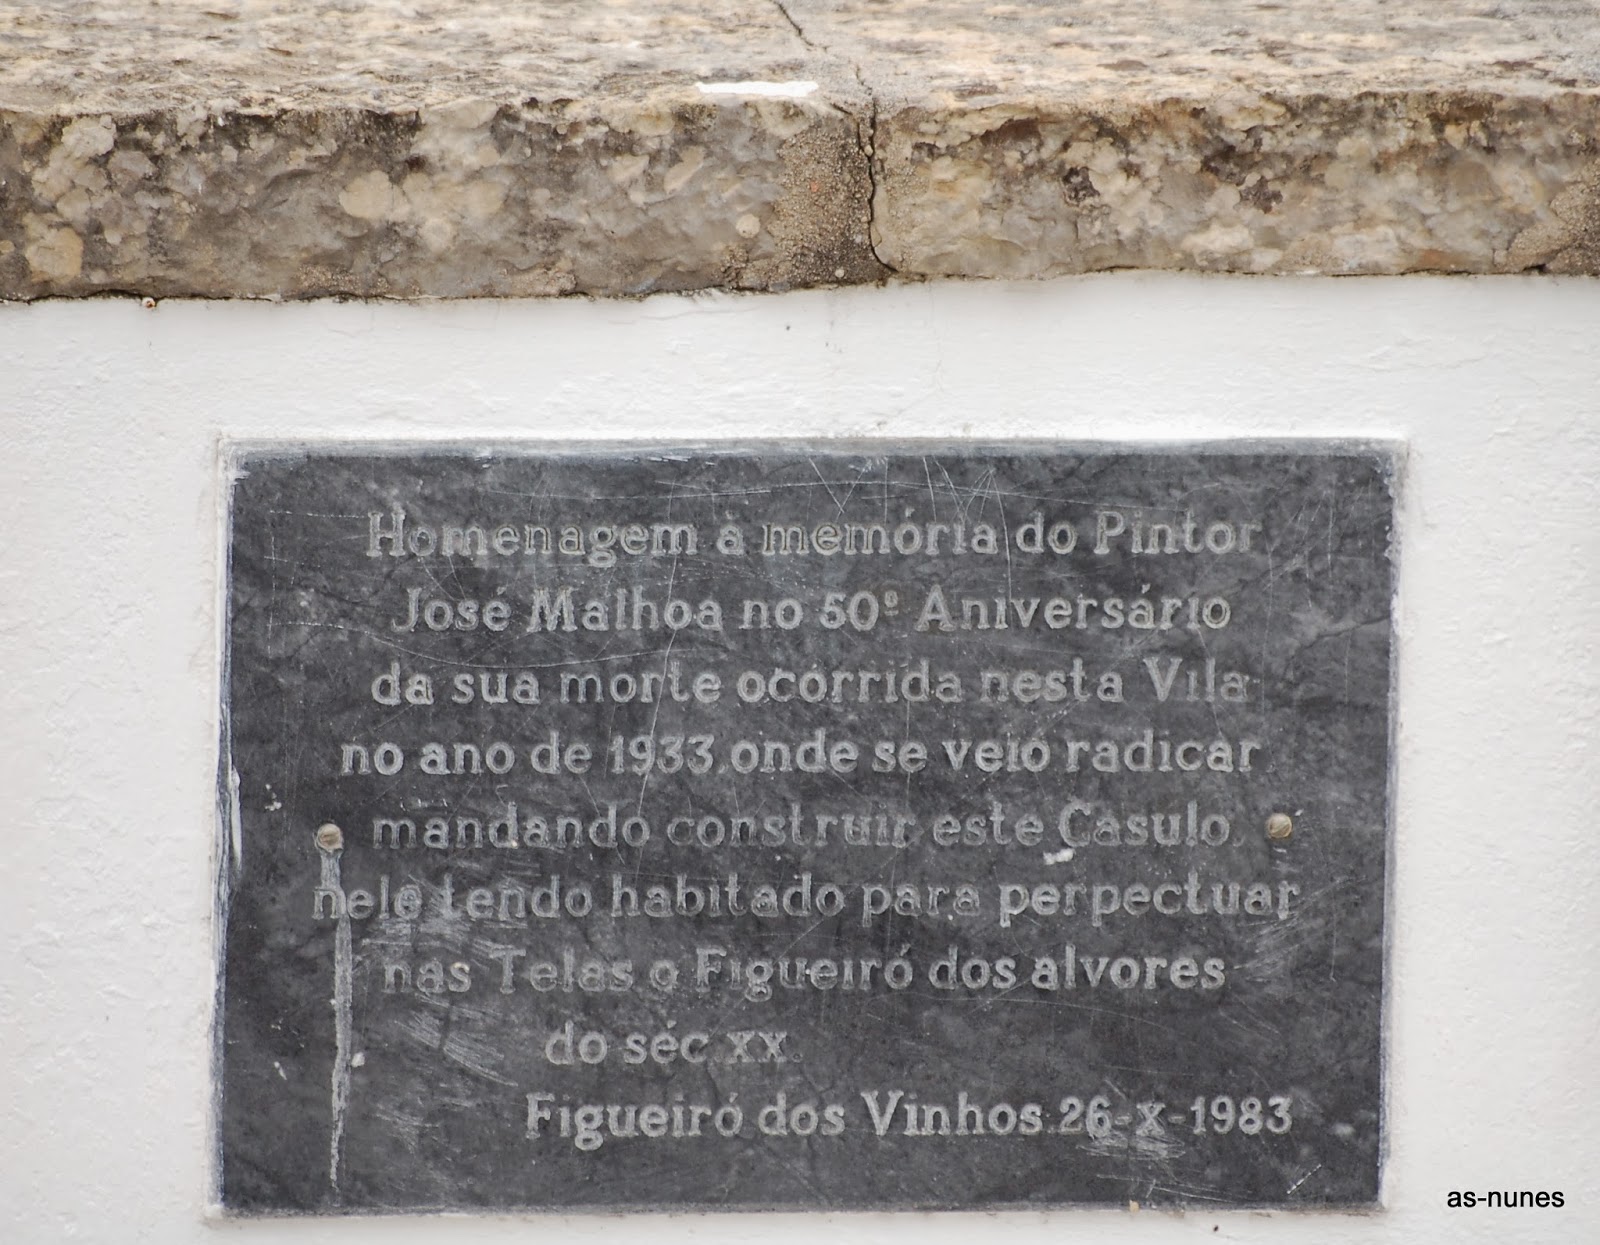 Homenagem à memória do Pintor
José Malhoa no 50º Aniversário
da sua morte ocorrida nesta Vila
no ano de 1933, onde se veio radicar
mandando construir este Casulo,
nele tendo habitado para perpectuar
nas Telas o Figueiró dos alvores
do séc. XX.
Figueiró dos Vinhos. 26-X-1983
as-nunes